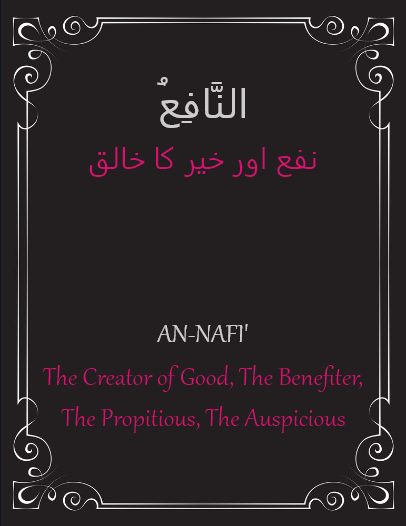 النَّافِعُ
نفع اور خیر کا خالق
AN-NAFI'
The Creator of Good, The Benefiter,
The Propitious, The Auspicious